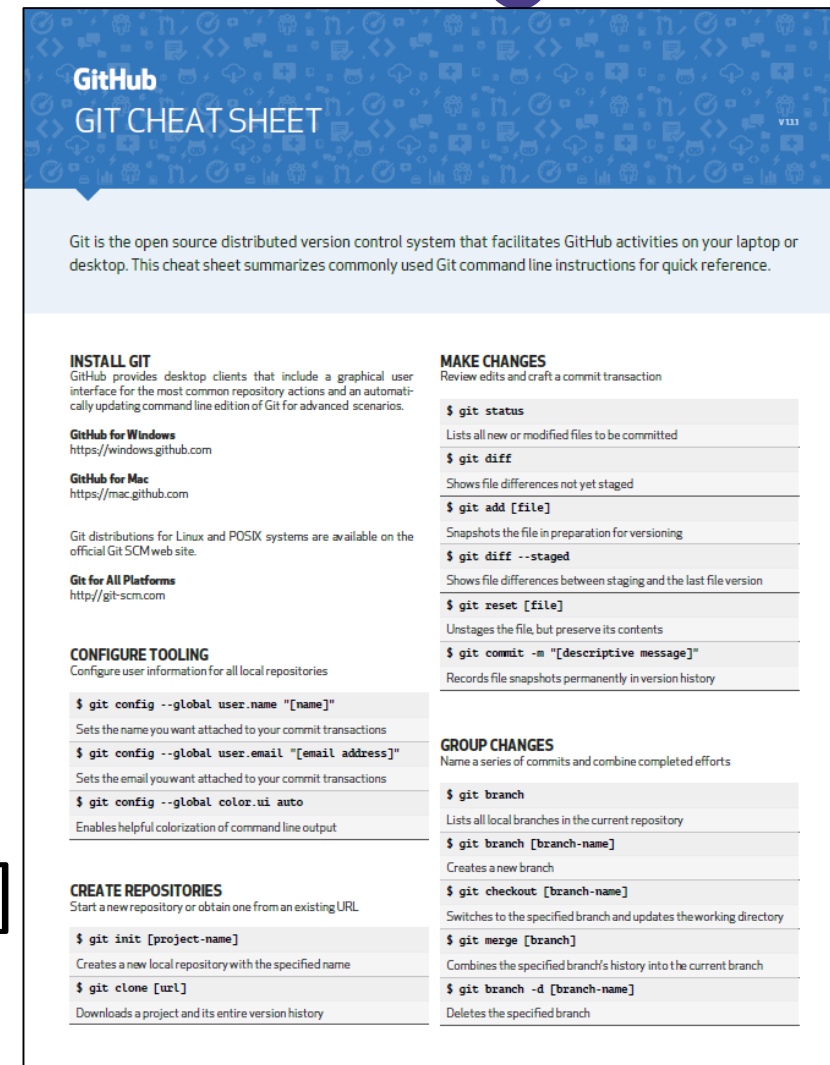 GitHub
GIT CHEAT SHEET
V 1.1.1
Git is the open source distributed version control system that facilitates GitHub activities on your laptop or
desktop. This cheat sheet summarizes commonly used Git command line instructions for quick reference.
INSTALL GIT
GitHub provides desktop clients that include a graphical user
interface for the most common repository actions and an automati-
cally updating command line edition of Git for advanced scenarios.
GitHub for Windows
https://windows.github.com
GitHub for Mac
https://mac.github.com
Git distributions for Linux and POSIX systems are available on the
official Git SCM web site.
Git for All Platforms
http://git-scm.com
CONFIGURE TOOLING
Configure user information for all local repositories
$ git config --global user.name "[name]"
Sets the name you want attached to your commit transactions
$ git config --global user.email "[email address]"
Sets the email you want attached to your commit transactions
$ git config --global color.ui auto
Enables helpful colorization of command line output
CREATE REPOSITORIES
Start a new repository or obtain one from an existing URL
$ git init [project-name]
Creates a new local repository with the specified name
$ git clone [url]
Downloads a project and its entire version history
MAKE CHANGES
Review edits and craft a commit transaction
$ git status
Lists all new or modified files to be committed
$ git diff
Shows file differences not yet staged
$ git add [file]
Snapshots the file in preparation for versioning
$ git diff --staged
Shows file differences between staging and the last file version
$ git reset [file]
Unstages the file, but preserve its contents
$ git commit -m "[descriptive message]"
Records file snapshots permanently in version history
GROUP CHANGES
Name a series of commits and combine completed efforts
$ git branch
Lists all local branches in the current repository
$ git branch [branch-name]
Creates a new branch
$ git checkout [branch-name]
Switches to the specified branch and updates the working directory
$ git merge [branch]
Combines the specified branch's history into the current branch
$ git branch -d [branch-name]
Deletes the specified branch